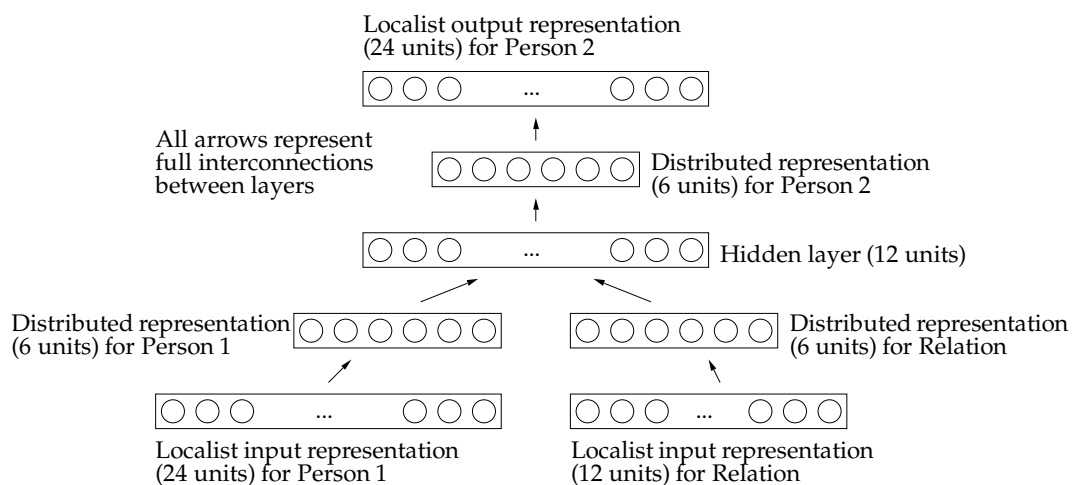 Localist output representation
(24 units) for Person 2
...
All arrows represent
full interconnections
between layers
Distributed representation
(6 units) for Person 2
...
Hidden layer (12 units)
Distributed representation
(6 units) for Person 1
Distributed representation
(6 units) for Relation
...
...
Localist input representation
(24 units) for Person 1
Localist input representation
(12 units) for Relation